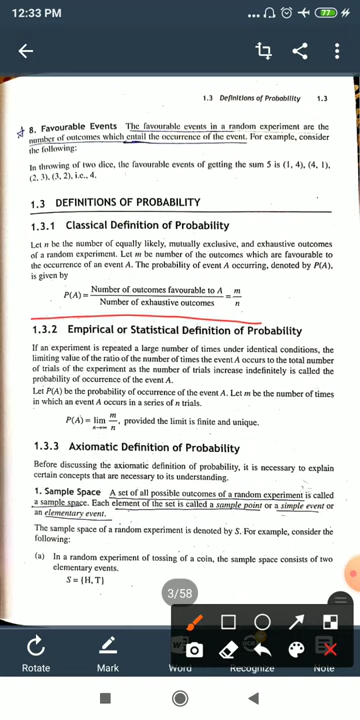 12:33 PM
77
1.3 Definitions of Probability 1.3
8. Favourable Events The favourable events in a random experiment are the
number of outcomes which entail the occurrence of the event. For example, consider
the following:
In throwing of two dice, the favourable events of getting the sum 5 is (1, 4), (4, 1),
(2, 3), (3, 2), i.e., 4.
1.3 DEFINITIONS OF PROBABILITY
1.3.1 Classical Definition of Probability
Let n be the number of equally likely, mutually exclusive, and exhaustive outcomes
of a random experiment. Let m be number of the outcomes which are favourable to
the occurrence of an event A. The probability of event A occurring, denoted by P(A),
is given by
P(A) = Number of outcomes favourable to A / Number of exhaustive outcomes = m/n
1.3.2 Empirical or Statistical Definition of Probability
If an experiment is repeated a large number of times under identical conditions, the
limiting value of the ratio of the number of times the event A occurs to the total number
of trials of the experiment as the number of trials increase indefinitely is called the
probability of occurrence of the event A.
Let P(A) be the probability of occurrence of the event A. Let m be the number of times
in which an event A occurs in a series of n trials.
P(A) = lim n→∞ m/n, provided the limit is finite and unique.
1.3.3 Axiomatic Definition of Probability
Before discussing the axiomatic definition of probability, it is necessary to explain
certain concepts that are necessary to its understanding.
1. Sample Space A set of all possible outcomes of a random experiment is called
a sample space. Each element of the set is called a sample point or a simple event or
an elementary event.
The sample space of a random experiment is denoted by S. For example, consider the
following:
(a) In a random experiment of tossing of a coin, the sample space consists of two
elementary events.
S = {H, T}
3/58
Rotate Mark Word Recognize Note